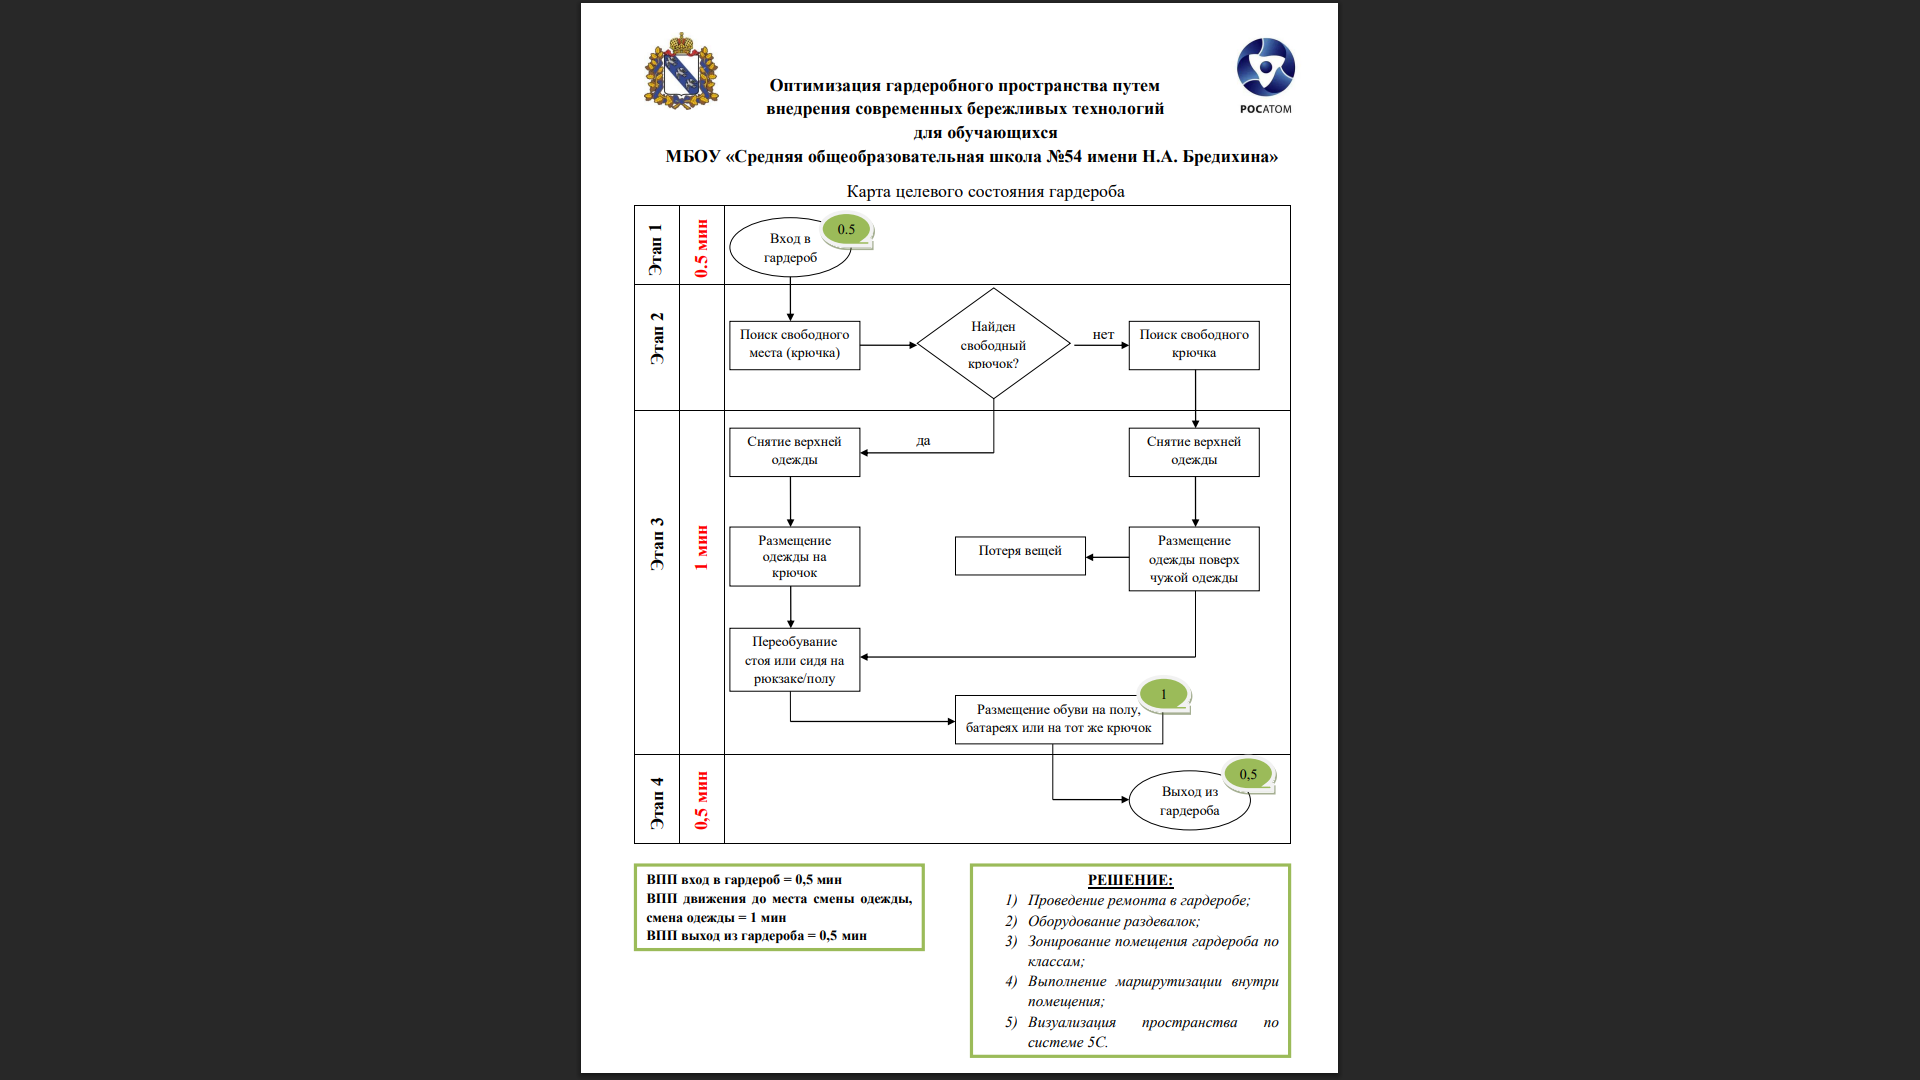 Оптимизация гардеробного пространства путем
внедрения современных бережливых технологий
для обучающихся
МБОУ «Средняя общеобразовательная школа №54 имени Н.А. Бредихина»
РОСАТОМ
Карта целевого состояния гардероба
Этап 1
0.5 мин
Вход в
гардероб
0.5
Этап 2
Поиск свободного
места (крючка)
Найден
свободный
крючок?
нет
Поиск свободного
крючка
Этап 3
1 мин
Снятие верхней
одежды
да
Снятие верхней
одежды
Размещение
одежды на
крючок
Потеря вещей
Размещение
одежды поверх
чужой одежды
Переобувание
стоя или сидя на
рюкзаке/полу
Размещение обуви на полу,
батареях или на тот же крючок
1
Этап 4
0,5 мин
Выход из
гардероба
0,5
ВПП вход в гардероб = 0,5 мин
ВПП движения до места смены одежды,
смена одежды = 1 мин
ВПП выход из гардероба = 0,5 мин
РЕШЕНИЕ:
1) Проведение ремонта в гардеробе;
2) Оборудование раздевалок;
3) Зонирование помещения гардероба по
классам;
4) Выполнение маршрутизации внутри
помещения;
5) Визуализация пространства по
системе 5С.